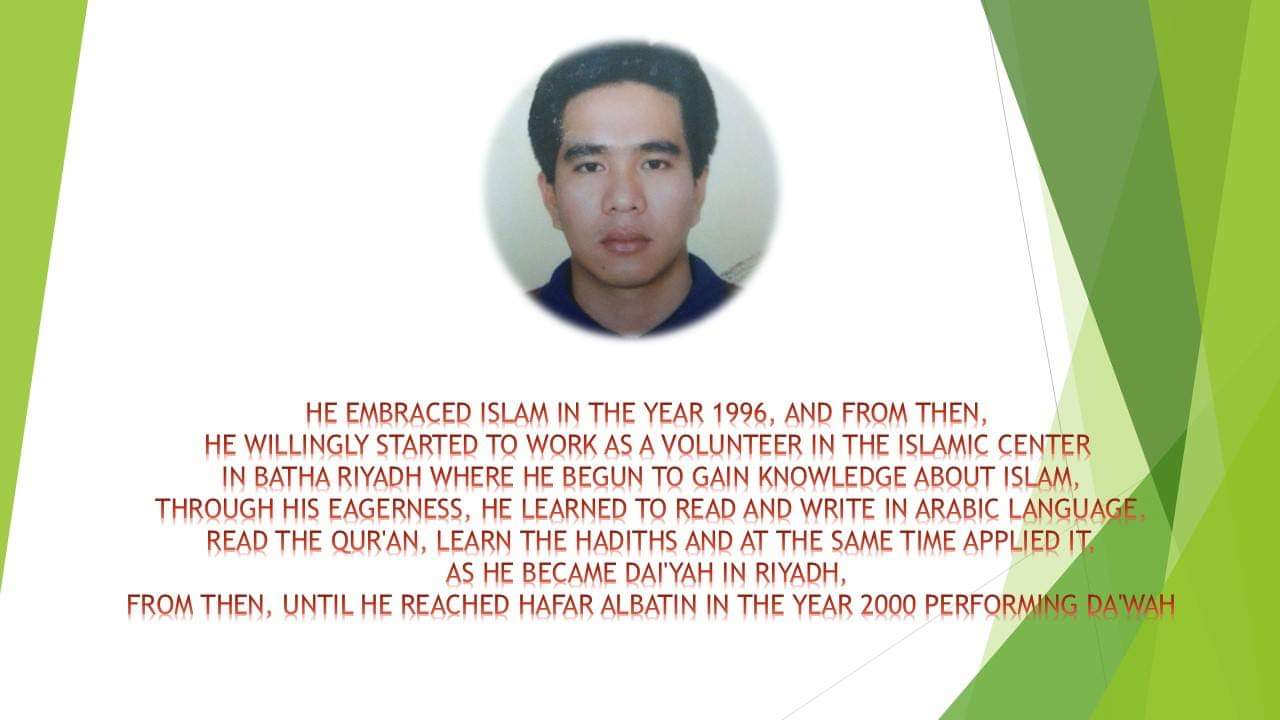 HE EMBRACED ISLAM IN THE YEAR 1996, AND FROM THEN,
HE WILLINGLY STARTED TO WORK AS A VOLUNTEER IN THE ISLAMIC CENTER
IN BATHA RIYADH WHERE HE BEGUN TO GAIN KNOWLEDGE ABOUT ISLAM,
THROUGH HIS EAGERNESS, HE LEARNED TO READ AND WRITE IN ARABIC LANGUAGE,
READ THE QUR'AN, LEARN THE HADITHS AND AT THE SAME TIME APPLIED IT,
AS HE BECAME DAI'YAH IN RIYADH,
FROM THEN, UNTIL HE REACHED HAFAR ALBATIN IN THE YEAR 2000 PERFORMING DA'WAH